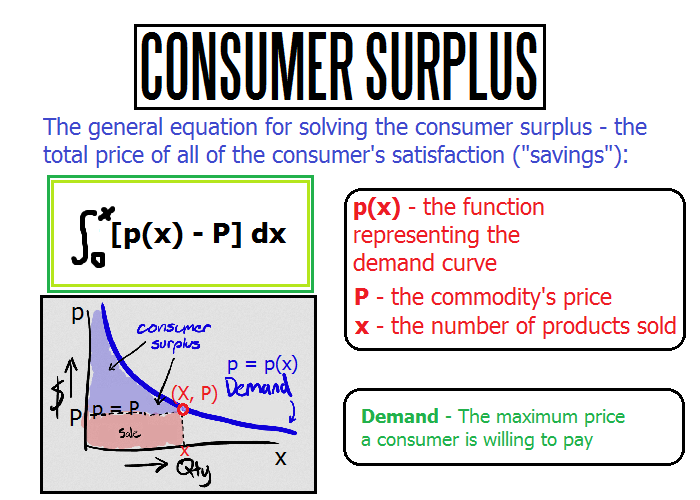 CONSUMER SURPLUS
The general equation for solving the consumer surplus - the
total price of all of the consumer's satisfaction ("savings"):
∫₀ˣ [p(x) - P] dx
p(x) - the function
representing the
demand curve
P - the commodity's price
x - the number of products sold
p
consumer
surplus
p = p(x)
Demand
$
(X, P)
P
p = P
Sale
x
Qty
x
Demand - The maximum price
a consumer is willing to pay